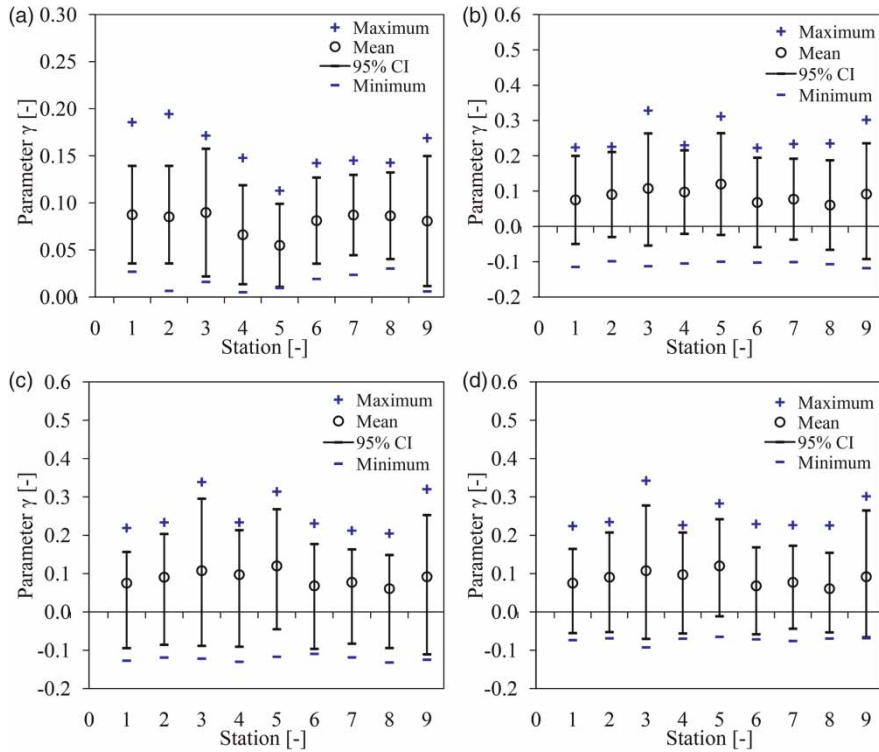 (a)
Parameter γ [-]
0.30
0.25
0.20
0.15
0.10
0.05
0.00
Maximum
Mean
95% CI
Minimum
0 1 2 3 4 5 6 7 8 9
Station [-]
(b)
Parameter γ [-]
0.6
0.5
0.4
0.3
0.2
0.1
0.0
-0.1
-0.2
Maximum
Mean
95% CI
Minimum
0 1 2 3 4 5 6 7 8 9
Station [-]
(c)
Parameter γ [-]
0.6
0.5
0.4
0.3
0.2
0.1
0.0
-0.1
-0.2
Maximum
Mean
95% CI
Minimum
0 1 2 3 4 5 6 7 8 9
Station [-]
(d)
Parameter γ [-]
0.6
0.5
0.4
0.3
0.2
0.1
0.0
-0.1
-0.2
Maximum
Mean
95% CI
Minimum
0 1 2 3 4 5 6 7 8 9
Station [-]